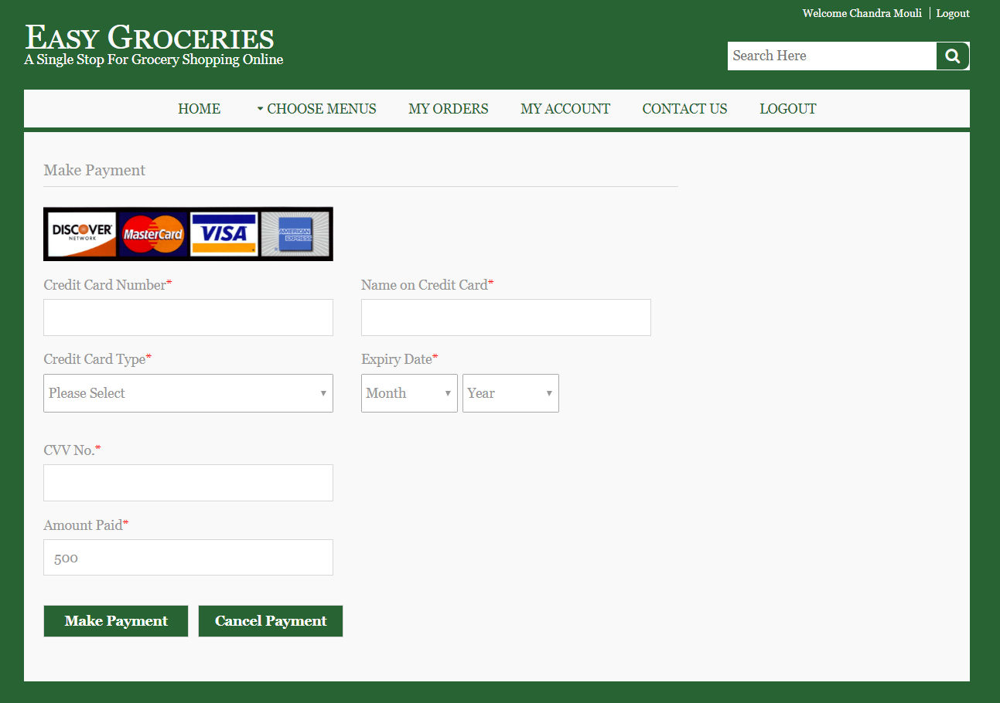 Welcome Chandra Mouli | Logout
EASY GROCERIES
A Single Stop For Grocery Shopping Online
Search Here
HOME CHOOSE MENUS MY ORDERS MY ACCOUNT CONTACT US LOGOUT
Make Payment
DISCOVER NETWORK MasterCard VISA AMERICAN EXPRESS
Credit Card Number* Name on Credit Card*
Credit Card Type* Expiry Date*
Please Select Month Year
CVV No.*
Amount Paid*
500
Make Payment Cancel Payment